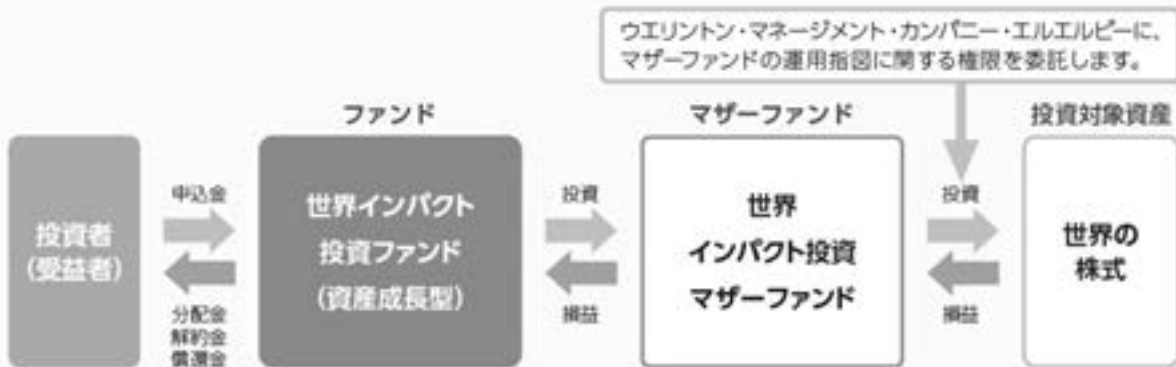 ウエリントン・マネージメント・カンパニー・エルエルピーに、
マザーファンドの運用指図に関する権限を委託します。
ファンド
マザーファンド
投資対象資産
投資者
(受益者)
申込金
分配金
解約金
償還金
世界インパクト
投資ファンド
(資産成長型)
投資
損益
世界
インパクト投資
マザーファンド
投資
損益
世界の
株式